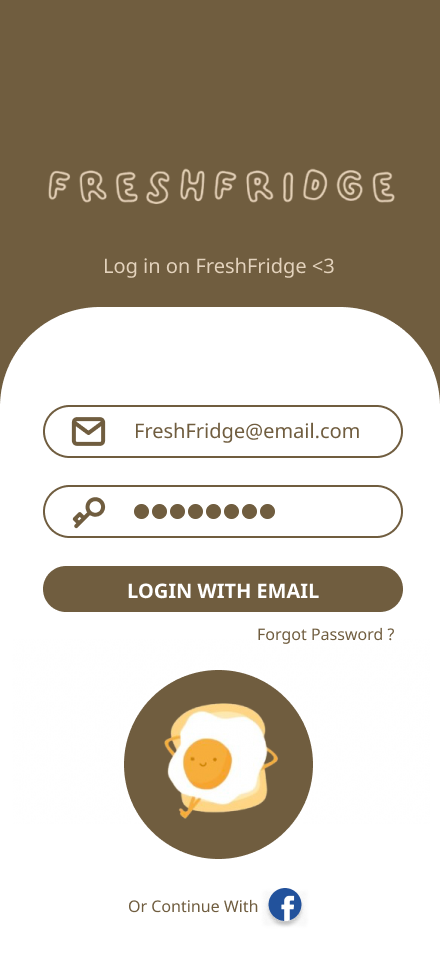 FRESHFRIDGE
Log in on FreshFridge <3
FreshFridge@email.com
LOGIN WITH EMAIL
Forgot Password ?
Or Continue With